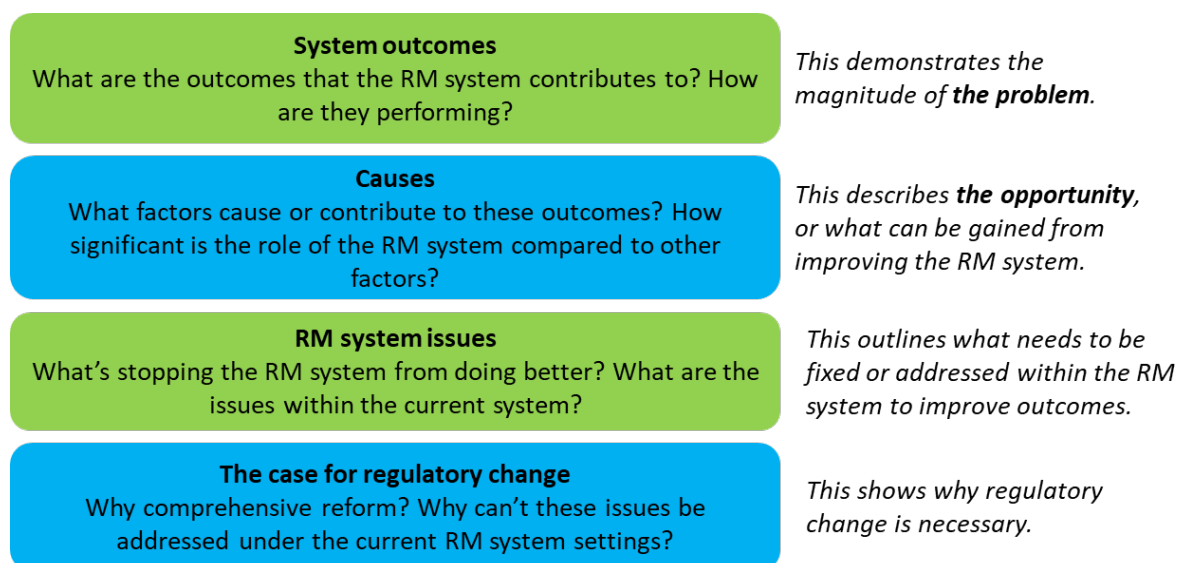 System outcomes
What are the outcomes that the RM system contributes to? How
are they performing?
This demonstrates the
magnitude of the problem.
Causes
What factors cause or contribute to these outcomes? How
significant is the role of the RM system compared to other
factors?
This describes the opportunity,
or what can be gained from
improving the RM system.
RM system issues
What’s stopping the RM system from doing better? What are the
issues within the current system?
This outlines what needs to be
fixed or addressed within the RM
system to improve outcomes.
The case for regulatory change
Why comprehensive reform? Why can’t these issues be
addressed under the current RM system settings?
This shows why regulatory
change is necessary.